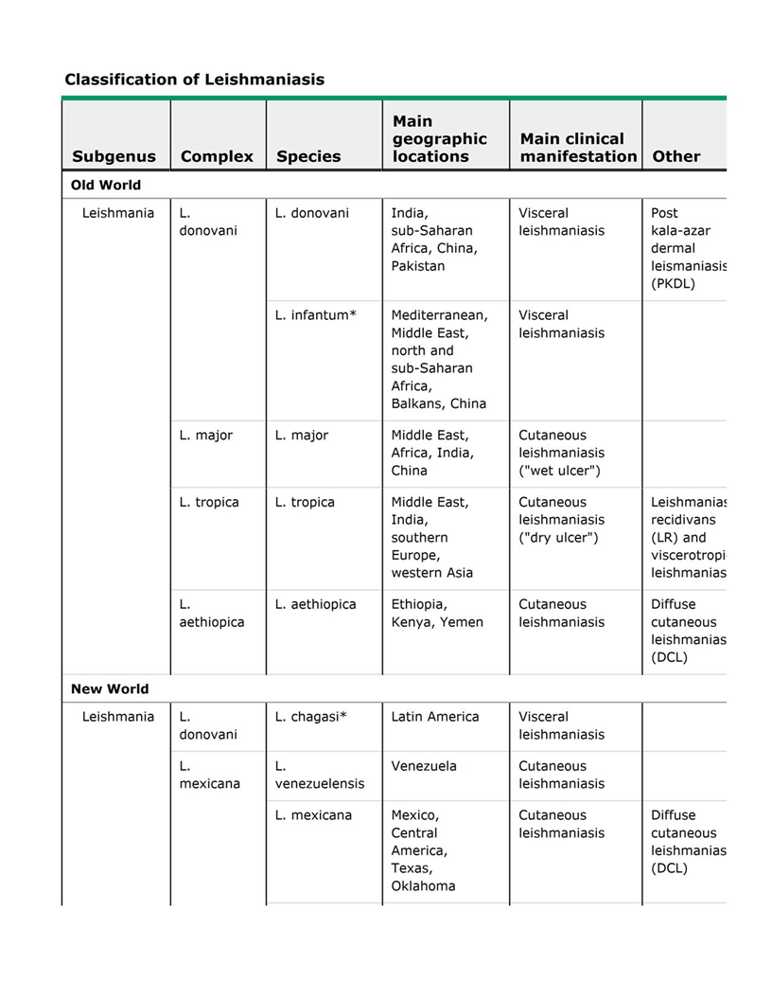 Classification of Leishmaniasis
Subgenus
Complex
Species
Main
geographic
locations
Main clinical
manifestation
Other
Old World
Leishmania
L.
donovani
L. donovani
India,
sub-Saharan
Africa, China,
Pakistan
Visceral
leishmaniasis
Post
kala-azar
dermal
leismaniasis
(PKDL)
L. infantum*
Mediterranean,
Middle East,
north and
sub-Saharan
Africa,
Balkans, China
Visceral
leishmaniasis
L. major
L. major
Middle East,
Africa, India,
China
Cutaneous
leishmaniasis
("wet ulcer")
L. tropica
L. tropica
Middle East,
India,
southern
Europe,
western Asia
Cutaneous
leishmaniasis
("dry ulcer")
Leishmanias
recidivans
(LR) and
viscerotropi
leishmanias
L.
aethiopica
L. aethiopica
Ethiopia,
Kenya, Yemen
Cutaneous
leishmaniasis
Diffuse
cutaneous
leishmanias
(DCL)
New World
Leishmania
L.
donovani
L. chagasi*
Latin America
Visceral
leishmaniasis
L.
mexicana
L.
venezuelensis
Venezuela
Cutaneous
leishmaniasis
L. mexicana
Mexico,
Central
America,
Texas,
Oklahoma
Cutaneous
leishmaniasis
Diffuse
cutaneous
leishmanias
(DCL)